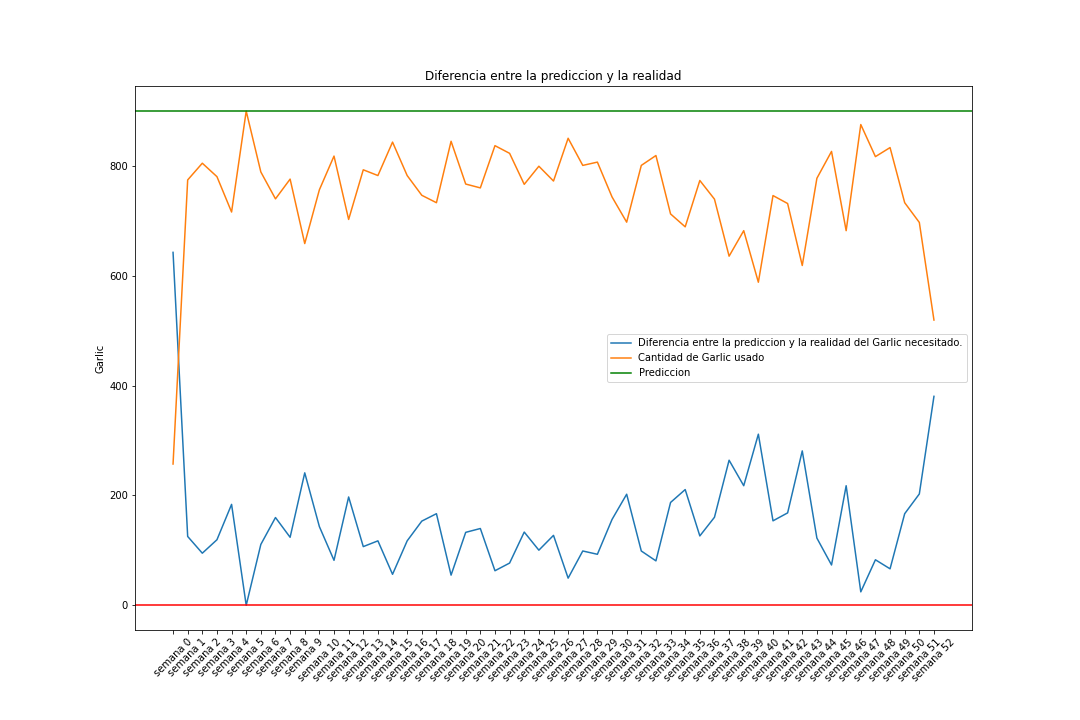 Diferencia entre la prediccion y la realidad
Garlic
800
600
400
200
0
Diferencia entre la prediccion y la realidad del Garlic necesitado.
Cantidad de Garlic usado
Prediccion
semana 0
semana 1
semana 2
semana 3
semana 4
semana 5
semana 6
semana 7
semana 8
semana 9
semana 10
semana 11
semana 12
semana 13
semana 14
semana 15
semana 16
semana 17
semana 18
semana 19
semana 20
semana 21
semana 22
semana 23
semana 24
semana 25
semana 26
semana 27
semana 28
semana 29
semana 30
semana 31
semana 32
semana 33
semana 34
semana 35
semana 36
semana 37
semana 38
semana 39
semana 40
semana 41
semana 42
semana 43
semana 44
semana 45
semana 46
semana 47
semana 48
semana 49
semana 50
semana 51
semana 52